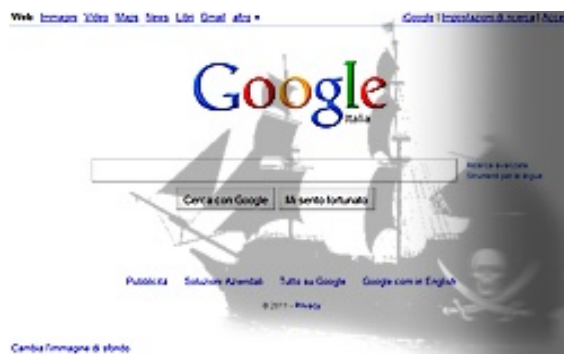 Web Immagini Video Maps News Libri Gmail altro ▼ iGoogle | Impostazioni di ricerca |
Google
Italia
Ricerca avanzata
Strumenti per le lingue
Cerca con Google Mi sento fortunato
Pubblicità Soluzioni Aziendali Tutto su Google Google.com in English
© 2011 - Privacy
Cambia l'immagine di sfondo